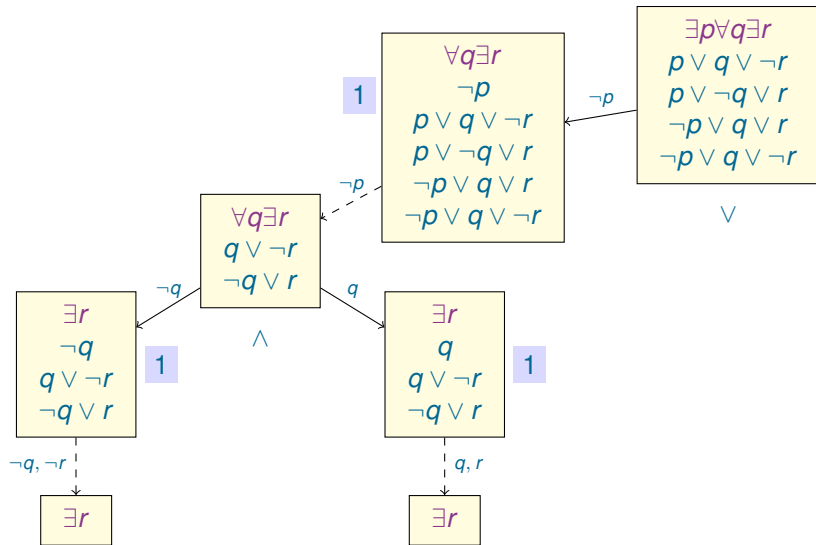 ∃p∀q∃r
p ∨ q ∨ ¬r
p ∨ ¬q ∨ r
¬p ∨ q ∨ r
¬p ∨ q ∨ ¬r
∨
¬p
∀q∃r
¬p
p ∨ q ∨ ¬r
p ∨ ¬q ∨ r
¬p ∨ q ∨ r
¬p ∨ q ∨ ¬r
1
¬p
∀q∃r
q ∨ ¬r
¬q ∨ r
∧
¬q
q
∃r
¬q
q ∨ ¬r
¬q ∨ r
1
∃r
q
q ∨ ¬r
¬q ∨ r
1
¬q, ¬r
q, r
∃r
∃r